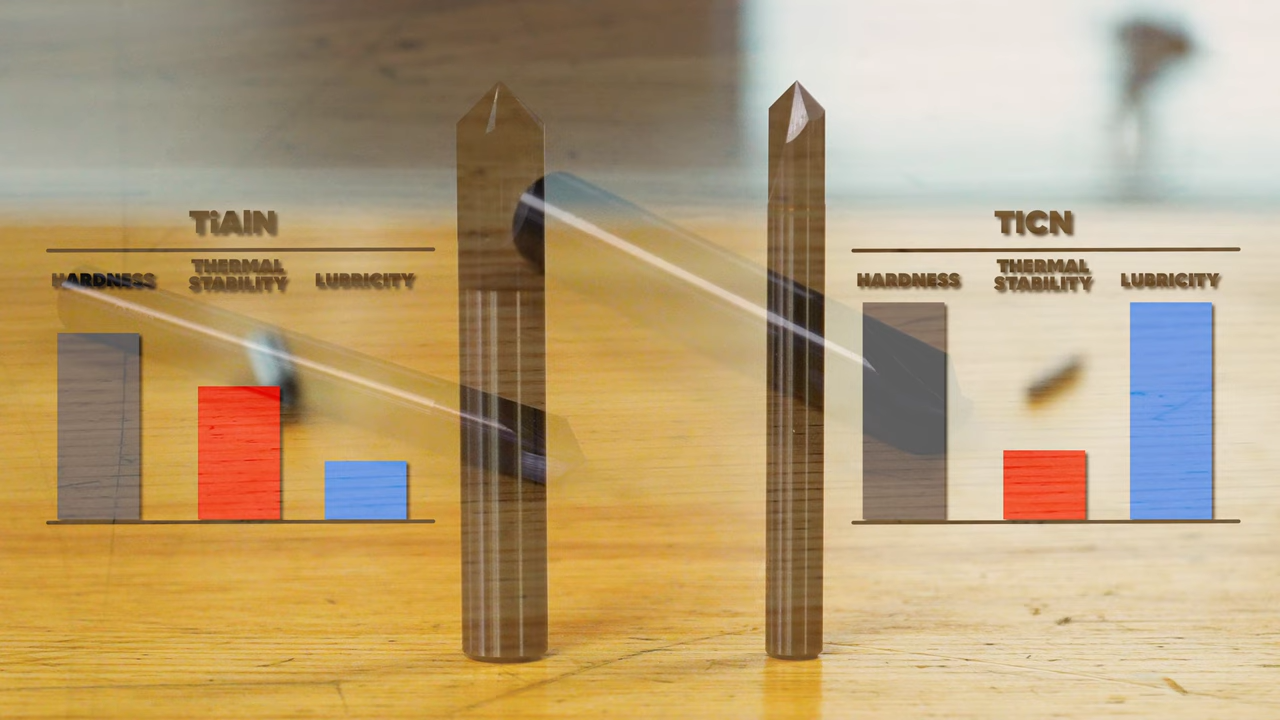 TiAlN
HARDNESS
THERMAL
STABILITY
LUBRICITY
TICN
HARDNESS
THERMAL
STABILITY
LUBRICITY